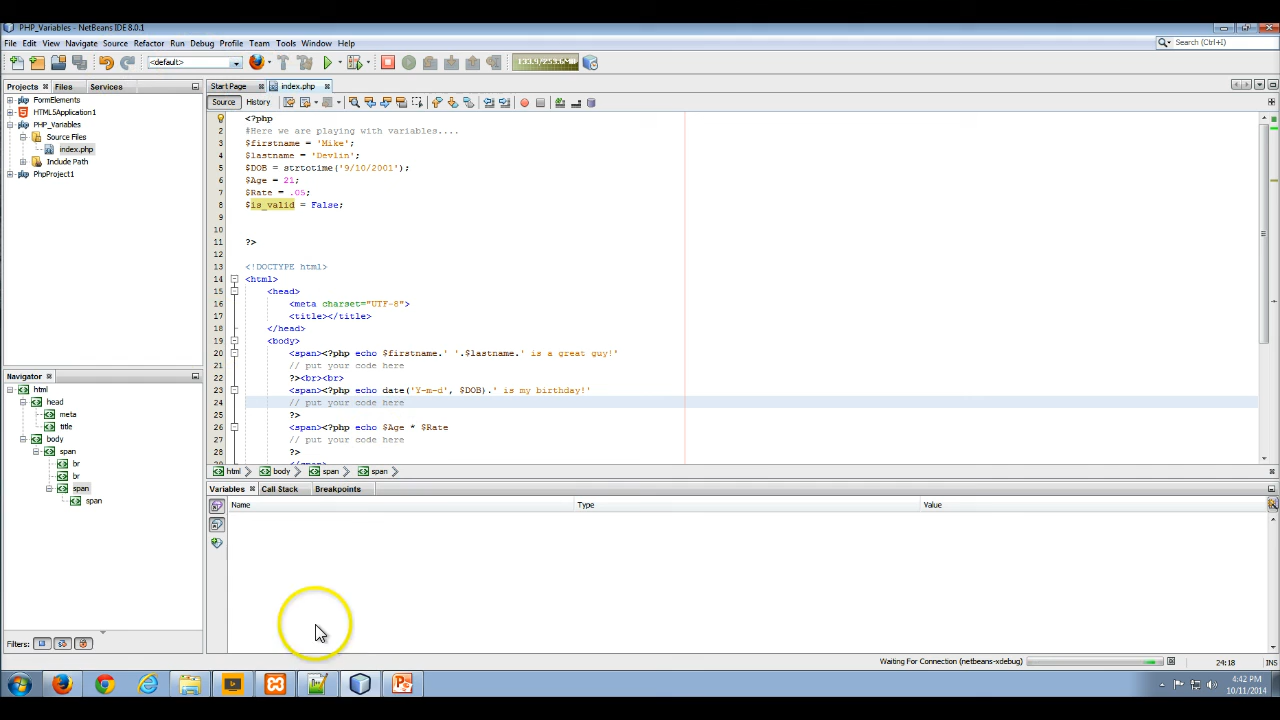 PHP_Variables - NetBeans IDE 8.0.1
File Edit View Navigate Source Refactor Run Debug Profile Team Tools Window Help
Search (Ctrl+I)
<default>
Projects Files Services
Start Page index.php
FormElements
HTML5Application1
PHP_Variables
Source Files
index.php
Include Path
PhpProject1
Source History
1 <?php
2 #Here we are playing with variables....
3 $firstname = 'Mike';
4 $lastname = 'Devlin';
5 $DOB = strtotime('9/10/2001');
6 $Age = 21;
7 $Rate = .05;
8 $is_valid = False;
9
10
11 ?>
12
13 <!DOCTYPE html>
14 <html>
15 <head>
16 <meta charset="UTF-8">
17 <title></title>
18 </head>
19 <body>
20 <span><?php echo $firstname.' '.$lastname.' is a great guy!'
21 // put your code here
22 ?><br><br>
23 <span><?php echo date('Y-m-d', $DOB).' is my birthday!'
24 // put your code here
25 ?>
26 <span><?php echo $Age * $Rate
27 // put your code here
28 ?>
html body span span
Navigator
html
head
meta
title
body
span
br
br
span
span
Filters:
Variables Call Stack Breakpoints
Name Type Value
Waiting For Connection (netbeans-xdebug)
24:18 INS
4:42 PM
10/11/2014